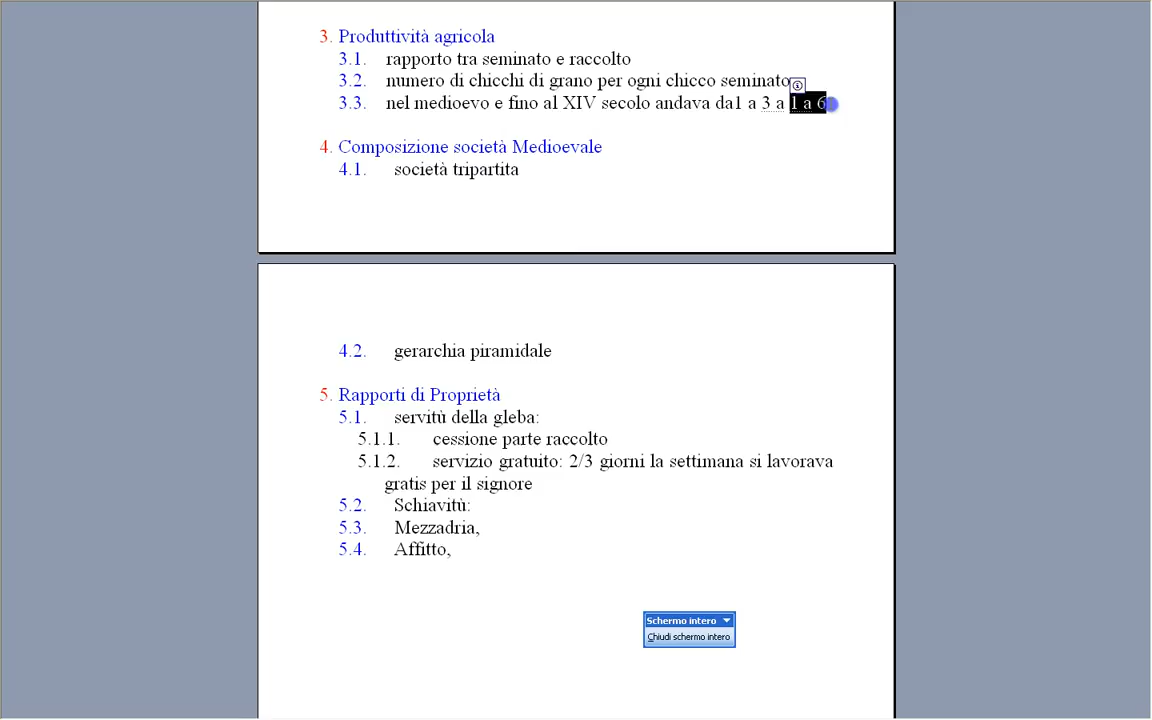 3. Produttività agricola
3.1. rapporto tra seminato e raccolto
3.2. numero di chicchi di grano per ogni chicco seminato
3.3. nel medioevo e fino al XIV secolo andava da1 a 3 a 1 a 6
4. Composizione società Medioevale
4.1. società tripartita
4.2. gerarchia piramidale
5. Rapporti di Proprietà
5.1. servitù della gleba:
5.1.1. cessione parte raccolto
5.1.2. servizio gratuito: 2/3 giorni la settimana si lavorava
gratis per il signore
5.2. Schiavitù:
5.3. Mezzadria,
5.4. Affitto,
Schermo intero
Chiudi schermo intero